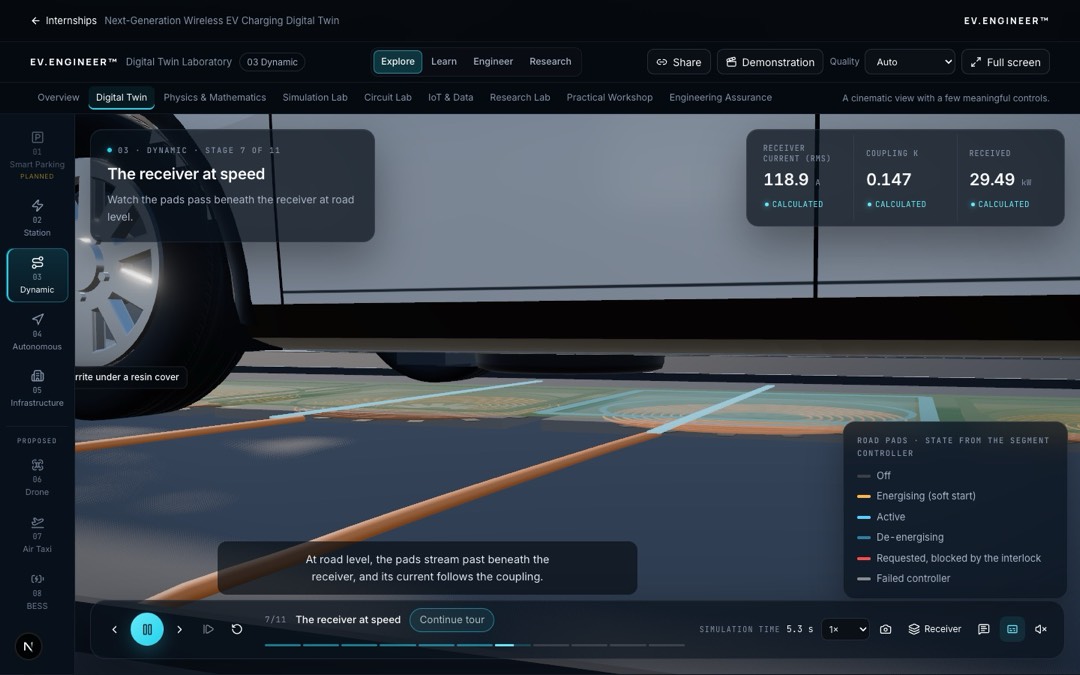 Internships Next-Generation Wireless EV Charging Digital Twin
EV.ENGINEER™
EV.ENGINEER™ Digital Twin Laboratory 03 Dynamic
Explore Learn Engineer Research
Share Demonstration Quality Auto Full screen
Overview Digital Twin Physics & Mathematics Simulation Lab Circuit Lab IoT & Data Research Lab Practical Workshop Engineering Assurance
A cinematic view with a few meaningful controls.
01
Smart Parking
PLANNED
02
Station
03
Dynamic
04
Autonomous
05
Infrastructure
PROPOSED
06
Drone
07
Air Taxi
08
BESS
N
03 · DYNAMIC · STAGE 7 OF 11
The receiver at speed
Watch the pads pass beneath the receiver at road
level.
RECEIVER
CURRENT (RMS)
118.9 A
CALCULATED
COUPLING K
0.147
CALCULATED
RECEIVED
29.49 kW
CALCULATED
rrite under a resin cover
ROAD PADS · STATE FROM THE SEGMENT
CONTROLLER
Off
Energising (soft start)
Active
De-energising
Requested, blocked by the interlock
Failed controller
At road level, the pads stream past beneath the
receiver, and its current follows the coupling.
7/11 The receiver at speed Continue tour
SIMULATION TIME 5.3 s 1× Receiver